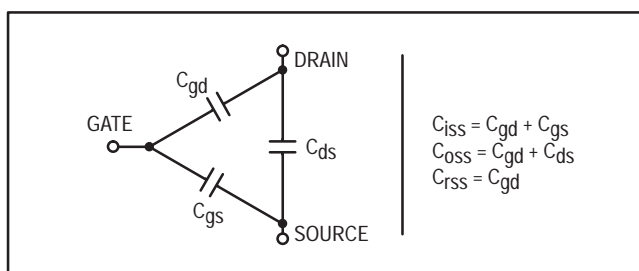 DRAIN
Cgd
GATE
Cds
Cgs
SOURCE
Ciss = Cgd + Cgs
Coss = Cgd + Cds
Crss = Cgd